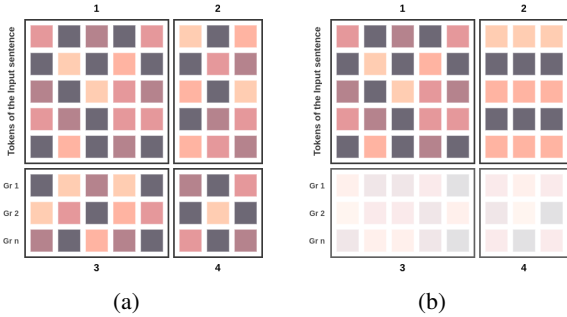 1 2
Tokens of the Input sentence
Gr 1
Gr 2
Gr n
3 4
(a)
1 2
Tokens of the Input sentence
Gr 1
Gr 2
Gr n
3 4
(b)